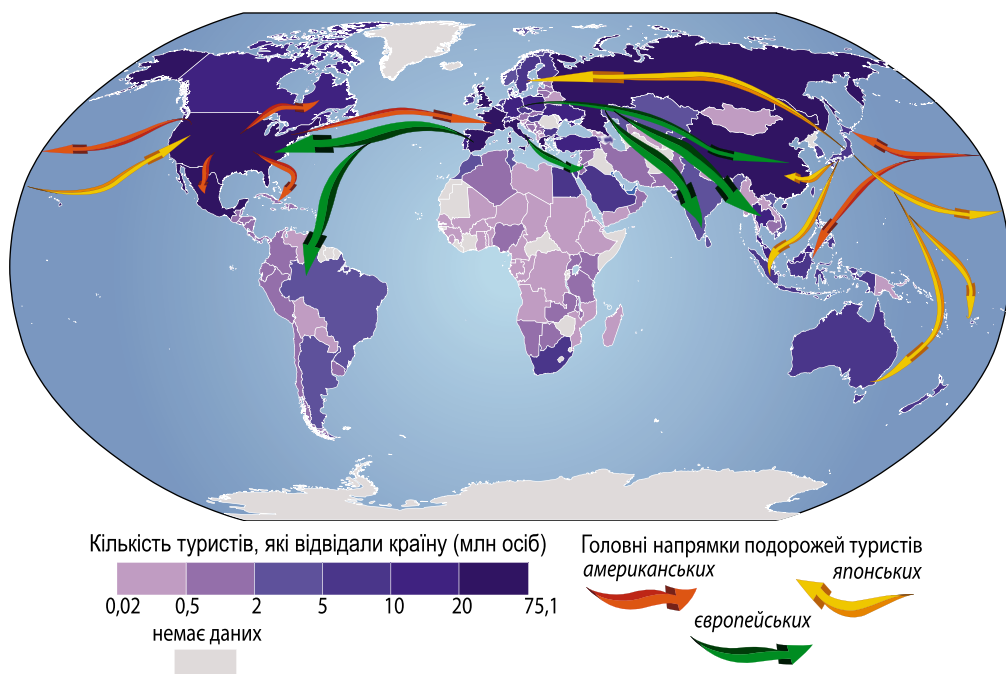 Кількість туристів, які відвідали країну (млн осіб)
0,02 0,5 2 5 10 20 75,1
немає даних
Головні напрямки подорожей туристів
американських
японських
європейських